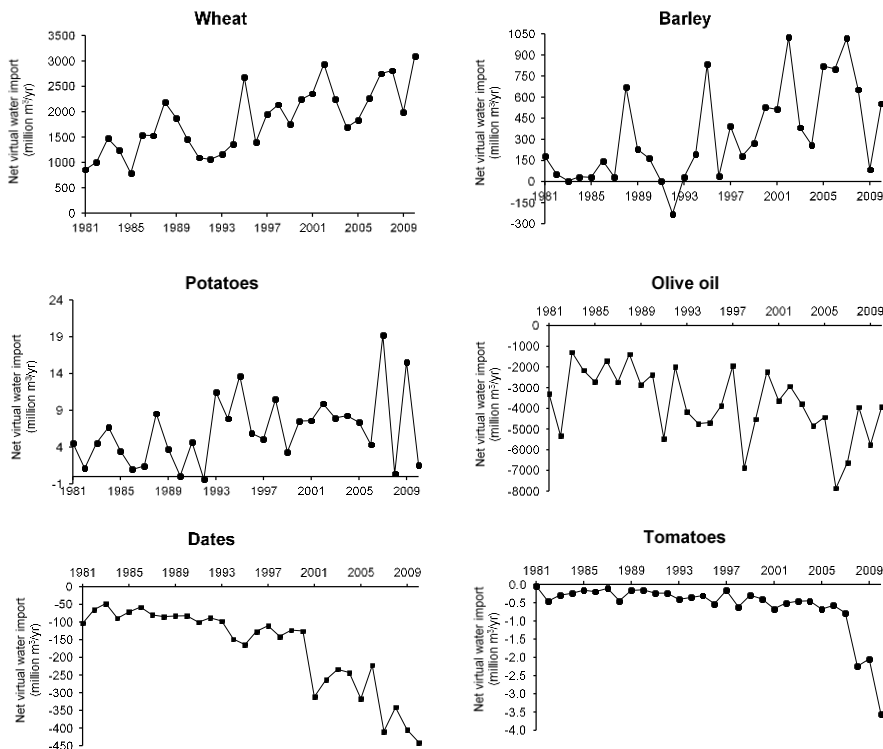 Wheat
Net virtual water import
(million m³/yr)
3500
3000
2500
2000
1500
1000
500
0
1981 1985 1989 1993 1997 2001 2005 2009
Barley
Net virtual water import
(million m³/yr)
1050
900
750
600
450
300
150
0
-150
-300
1981 1985 1989 1993 1997 2001 2005 2009
Potatoes
Net virtual water import
(million m³/yr)
24
19
14
9
4
-1
1981 1985 1989 1993 1997 2001 2005 2009
Olive oil
1981 1985 1989 1993 1997 2001 2005 2009
Net virtual water import
(million m³/yr)
0
-1000
-2000
-3000
-4000
-5000
-6000
-7000
-8000
Dates
1981 1985 1989 1993 1997 2001 2005 2009
Net virtual water import
(million m³/yr)
0
-50
-100
-150
-200
-250
-300
-350
-400
-450
Tomatoes
1981 1985 1989 1993 1997 2001 2005 2009
Net virtual water import
(million m³/yr)
0.0
-0.5
-1.0
-1.5
-2.0
-2.5
-3.0
-3.5
-4.0